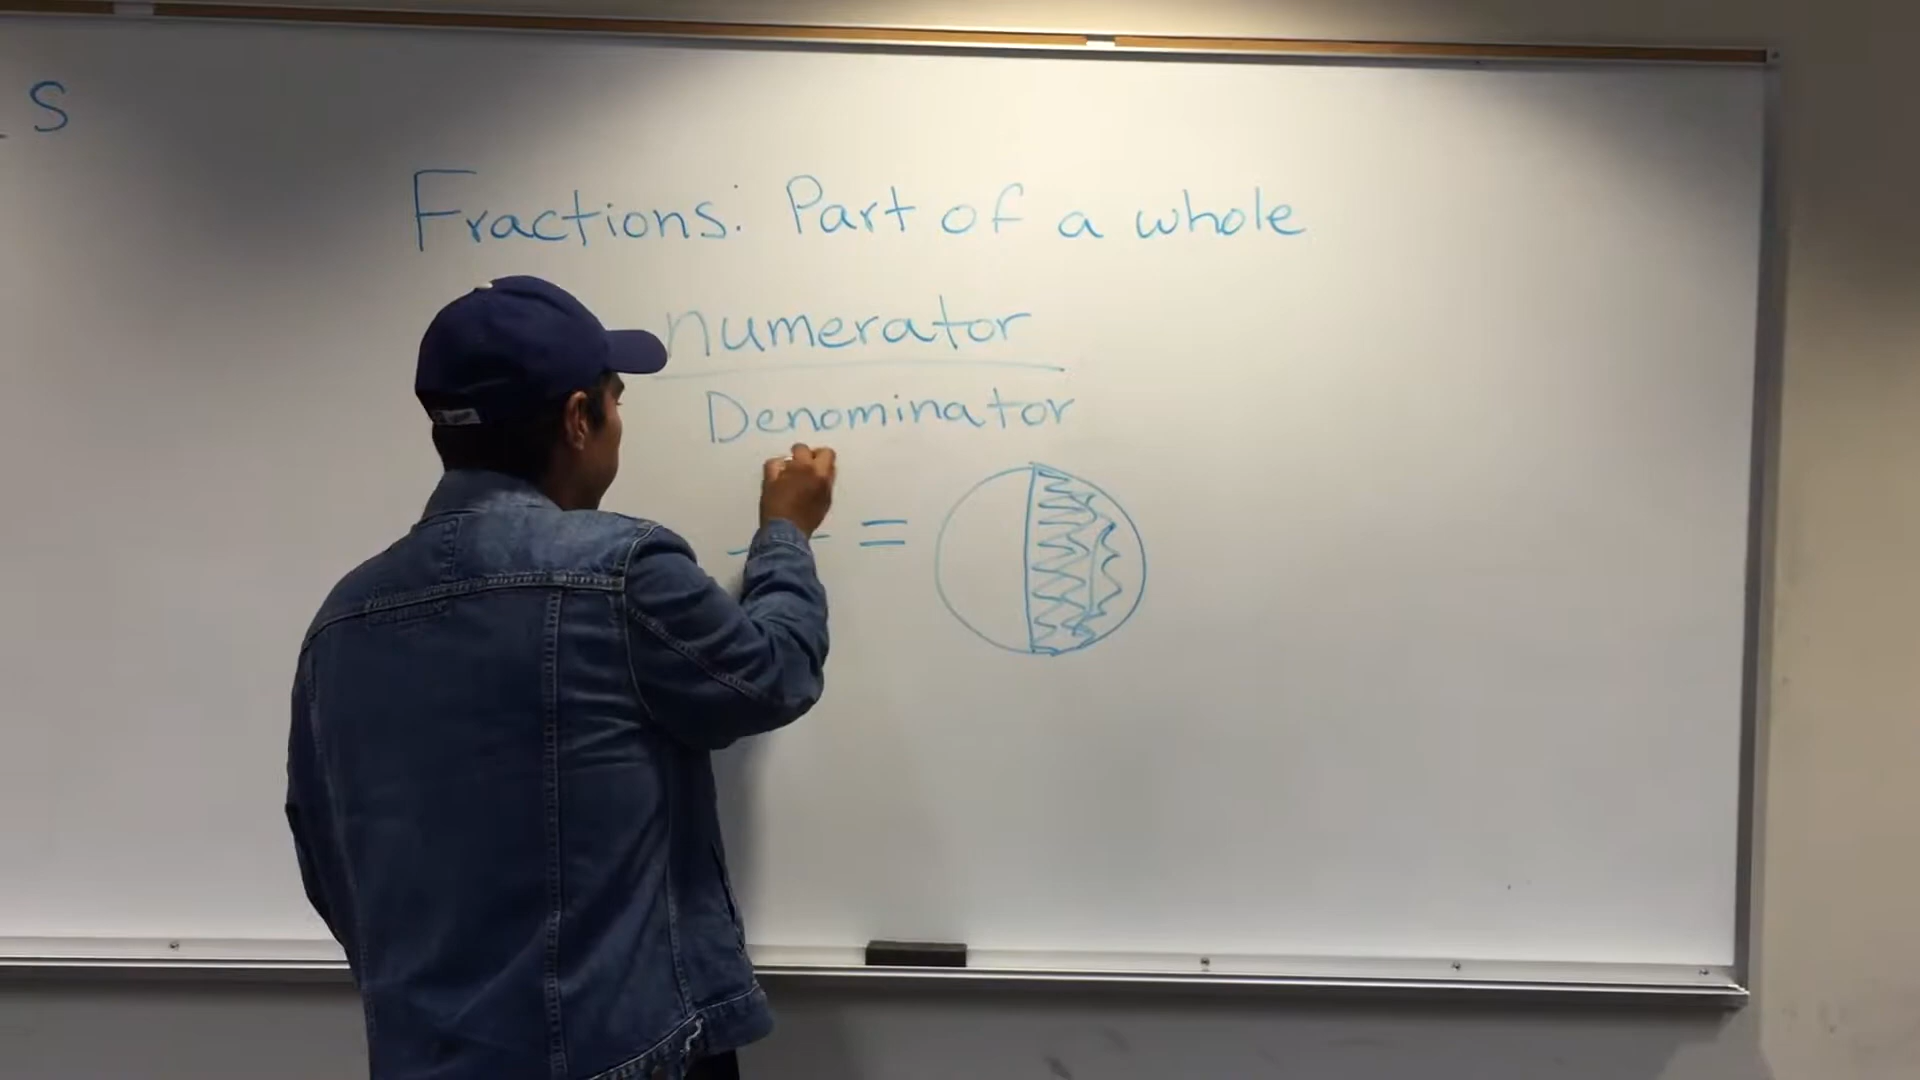 S
Fractions: Part of a whole
numerator
Denominator
=